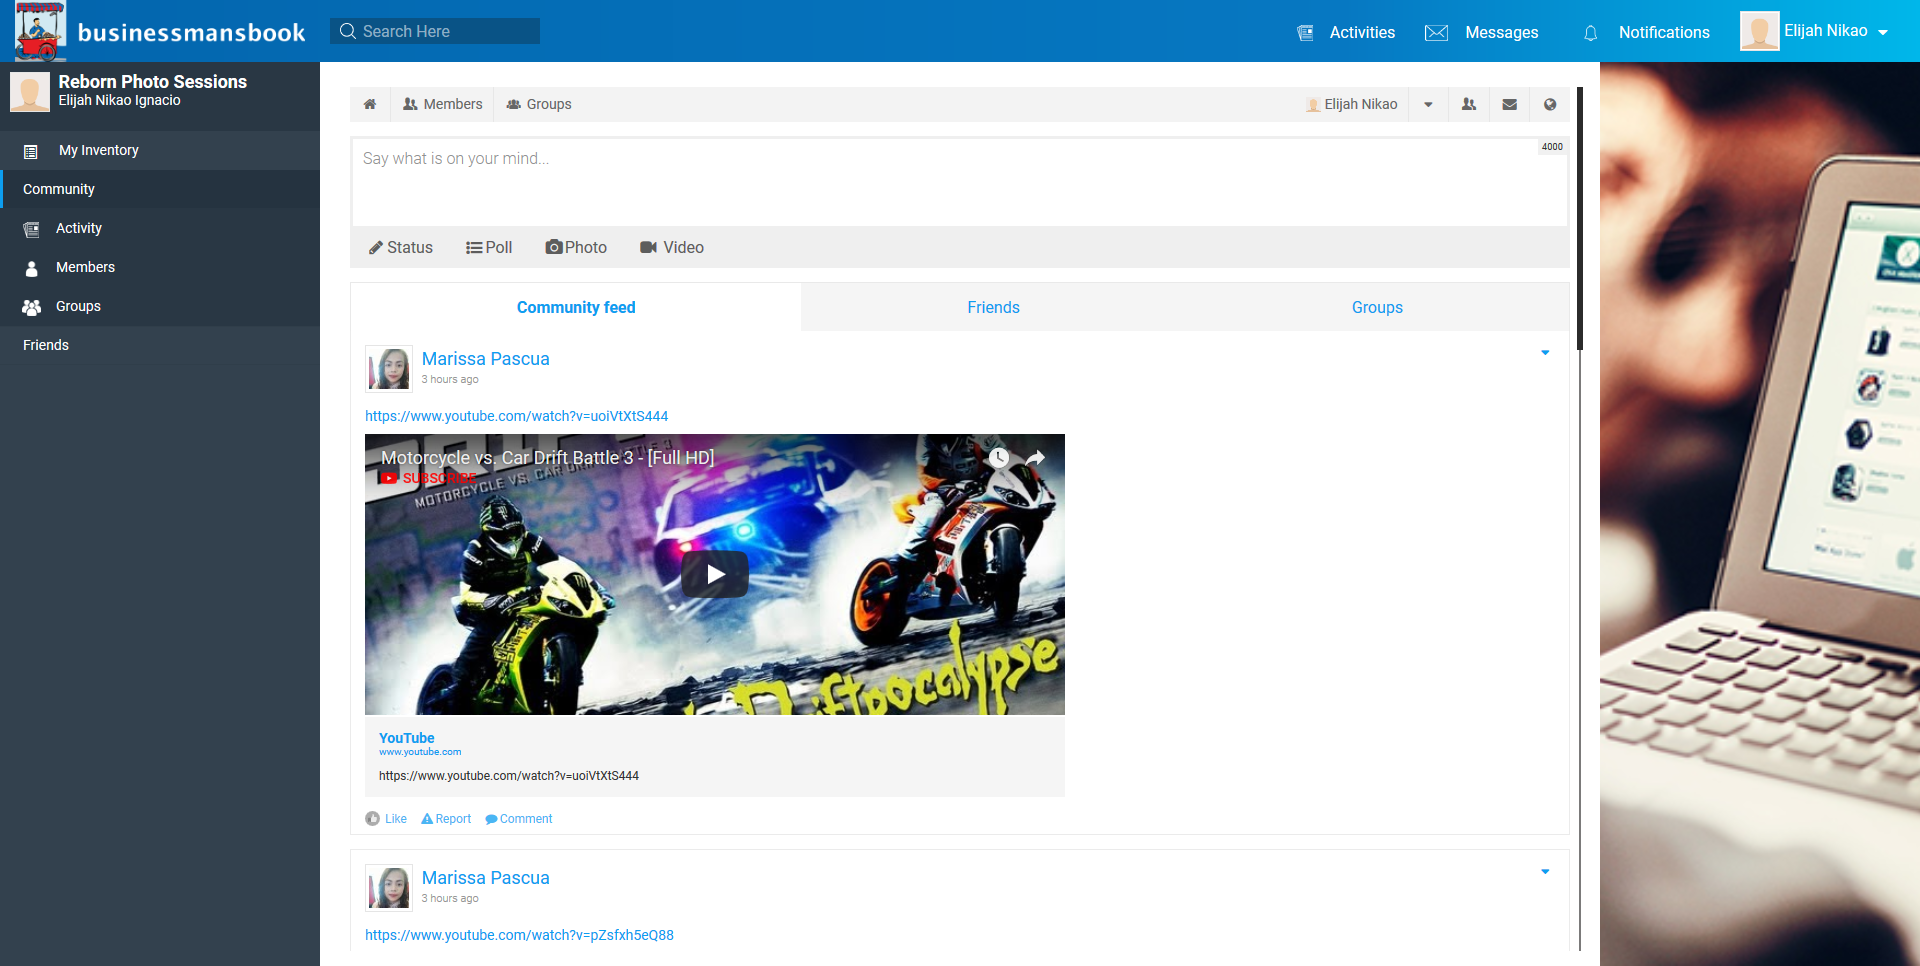 businessmansbook
Search Here
Activities
Messages
Notifications
Elijah Nikao
Reborn Photo Sessions
Elijah Nikao Ignacio
My Inventory
Community
Activity
Members
Groups
Friends
Members
Groups
Elijah Nikao
Say what is on your mind...
4000
Status
Poll
Photo
Video
Community feed
Friends
Groups
Marissa Pascua
3 hours ago
https://www.youtube.com/watch?v=uoiVtXtS444
Motorcycle vs. Car Drift Battle 3 - [Full HD]
SUBSCRIBE
MOTORCYCLE VS. CAR DRIFT BATTLE 3
Driftpocalypse
YouTube
www.youtube.com
https://www.youtube.com/watch?v=uoiVtXtS444
Like
Report
Comment
Marissa Pascua
3 hours ago
https://www.youtube.com/watch?v=pZsfxh5eQ88